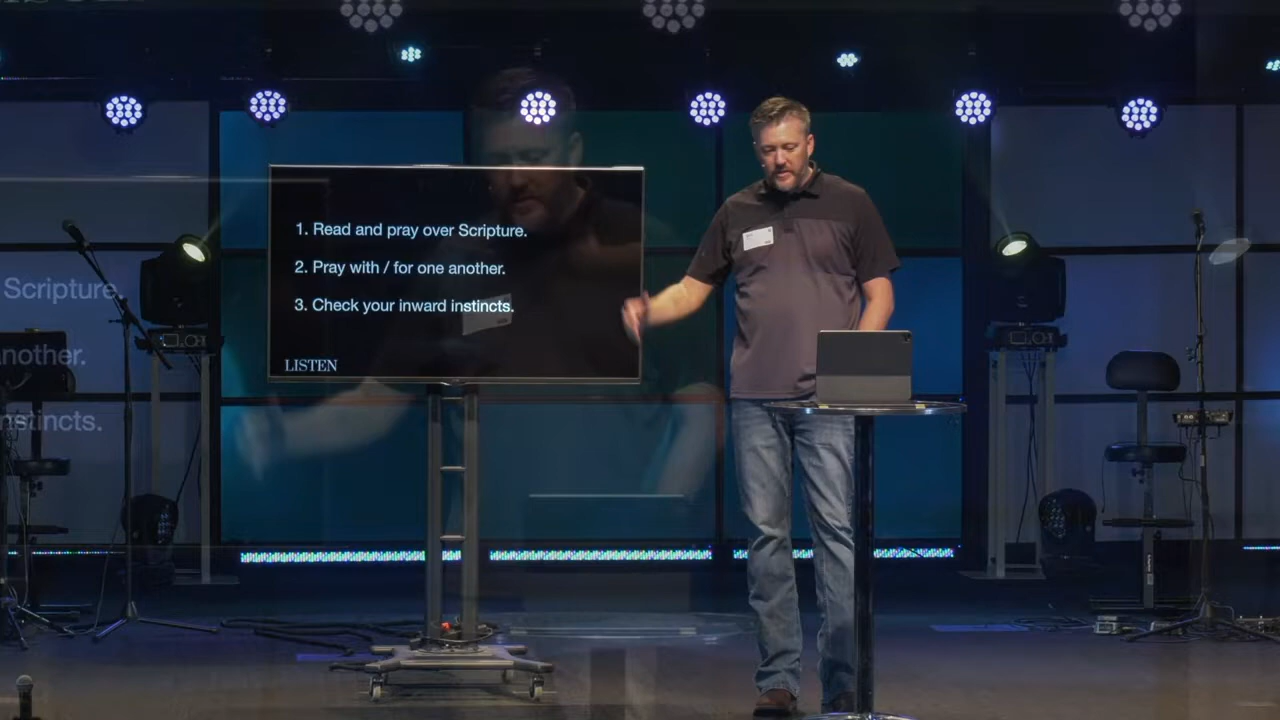 1. Read and pray over Scripture.
2. Pray with / for one another.
3. Check your inward instincts.
LISTEN
Scripture.
another.
nstincts.